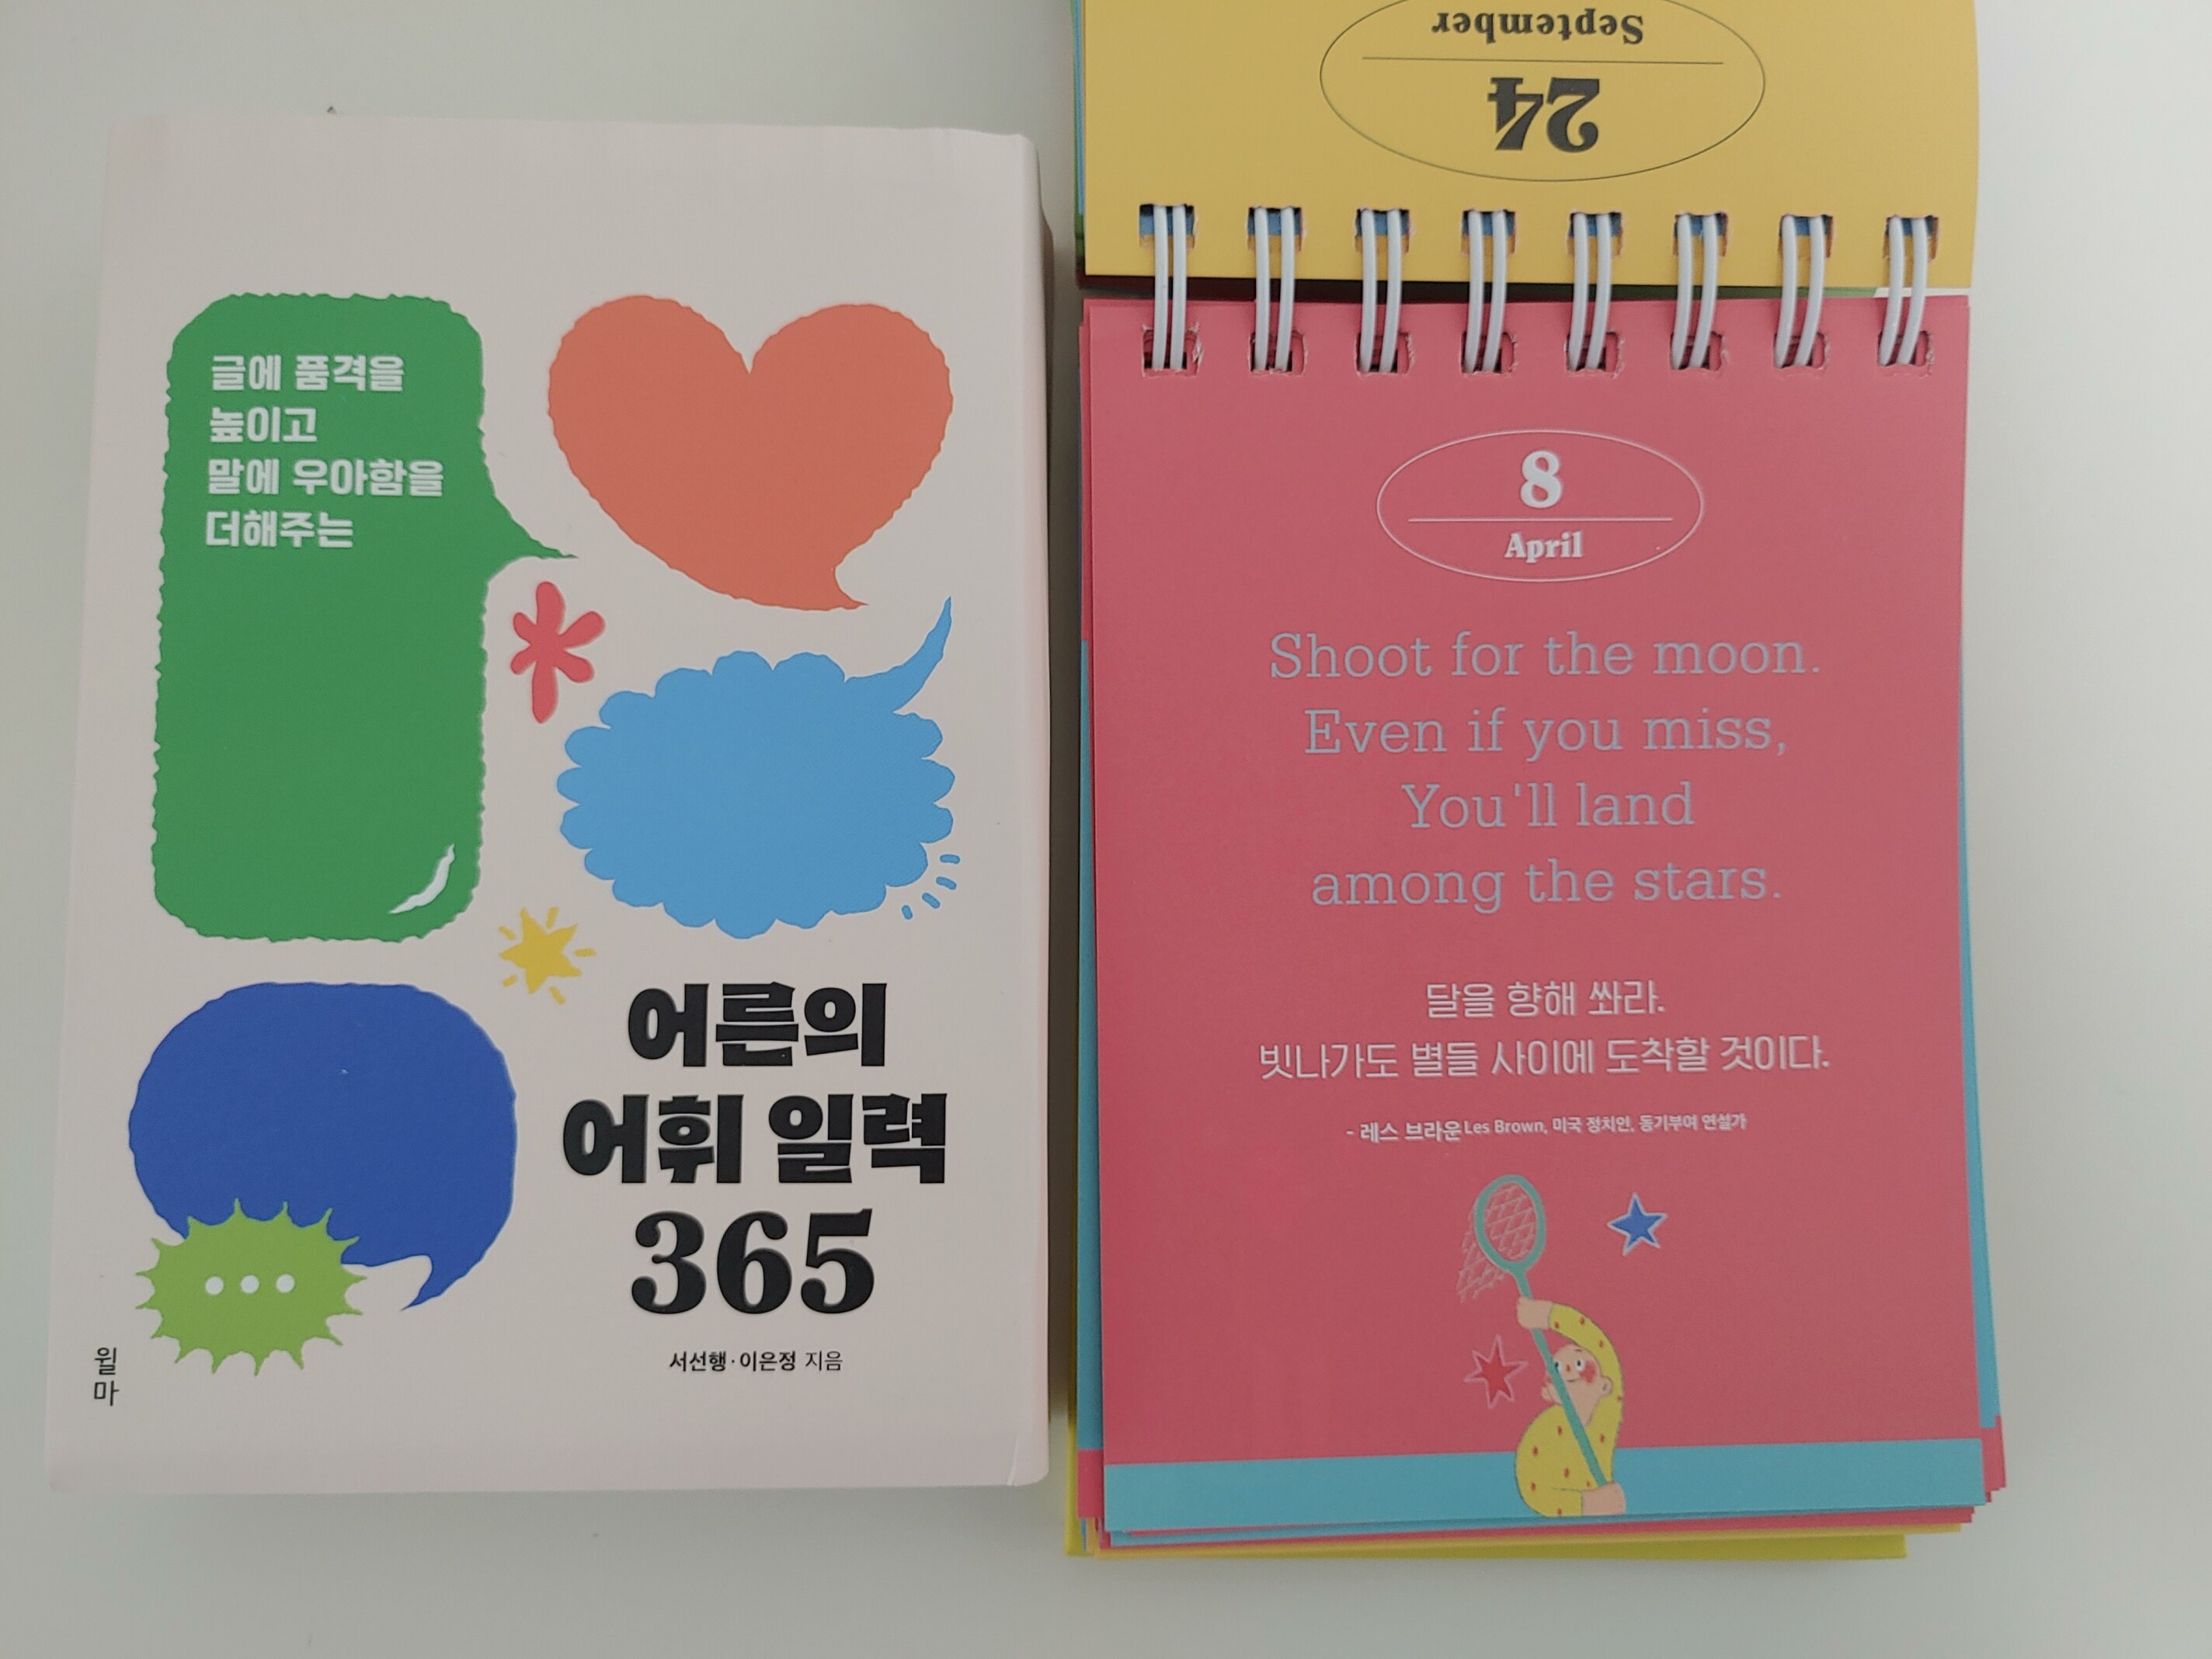 글에 품격을
높이고
말에 우아함을
더해주는
어른의
어휘 일력
365
서선행·이은정 지음
윌마
24
September
8
April
Shoot for the moon.
Even if you miss,
You'll land
among the stars.
달을 향해 쏴라.
빗나가도 별들 사이에 도착할 것이다.
- 레스 브라운 Les Brown, 미국 정치인, 동기부여 연설가